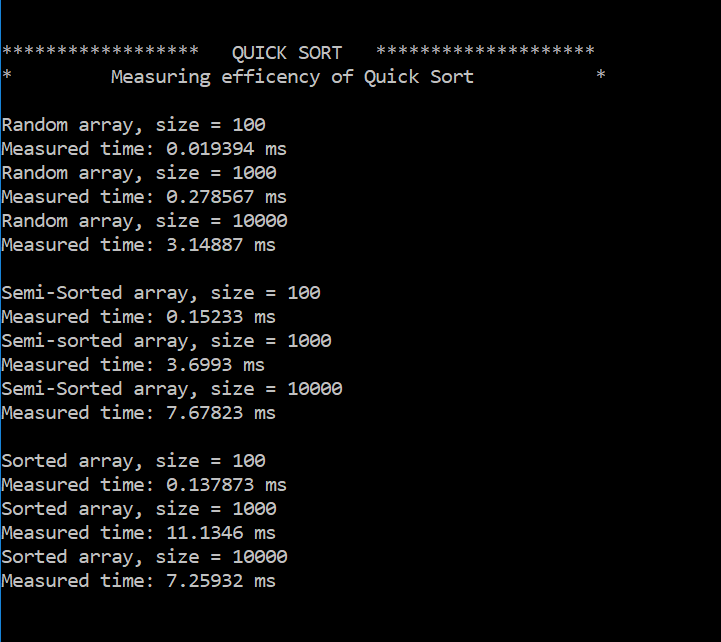 ******************   QUICK SORT   ********************
*         Measuring efficency of Quick Sort           *
Random array, size = 100
Measured time: 0.019394 ms
Random array, size = 1000
Measured time: 0.278567 ms
Random array, size = 10000
Measured time: 3.14887 ms
Semi-Sorted array, size = 100
Measured time: 0.15233 ms
Semi-sorted array, size = 1000
Measured time: 3.6993 ms
Semi-Sorted array, size = 10000
Measured time: 7.67823 ms
Sorted array, size = 100
Measured time: 0.137873 ms
Sorted array, size = 1000
Measured time: 11.1346 ms
Sorted array, size = 10000
Measured time: 7.25932 ms